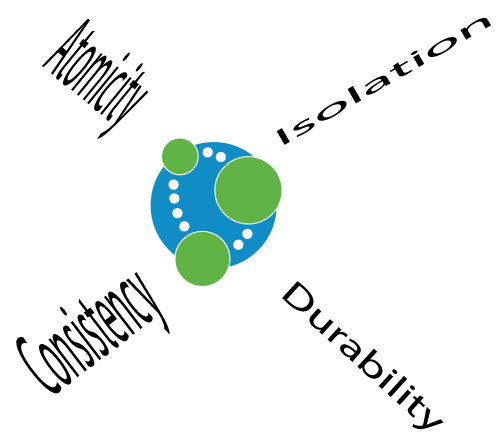 Atomicity
Isolation
Consistency
Durability